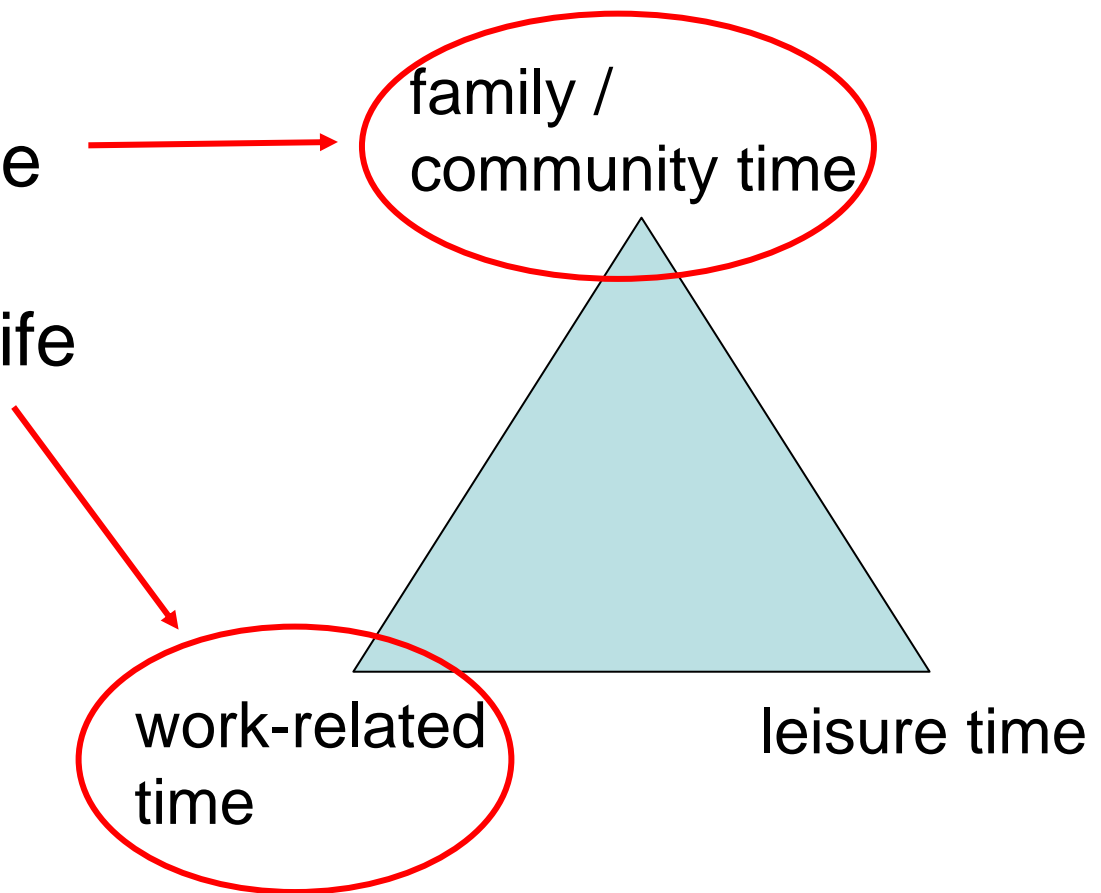 family /
community time
e
ife
work-related
time
leisure time